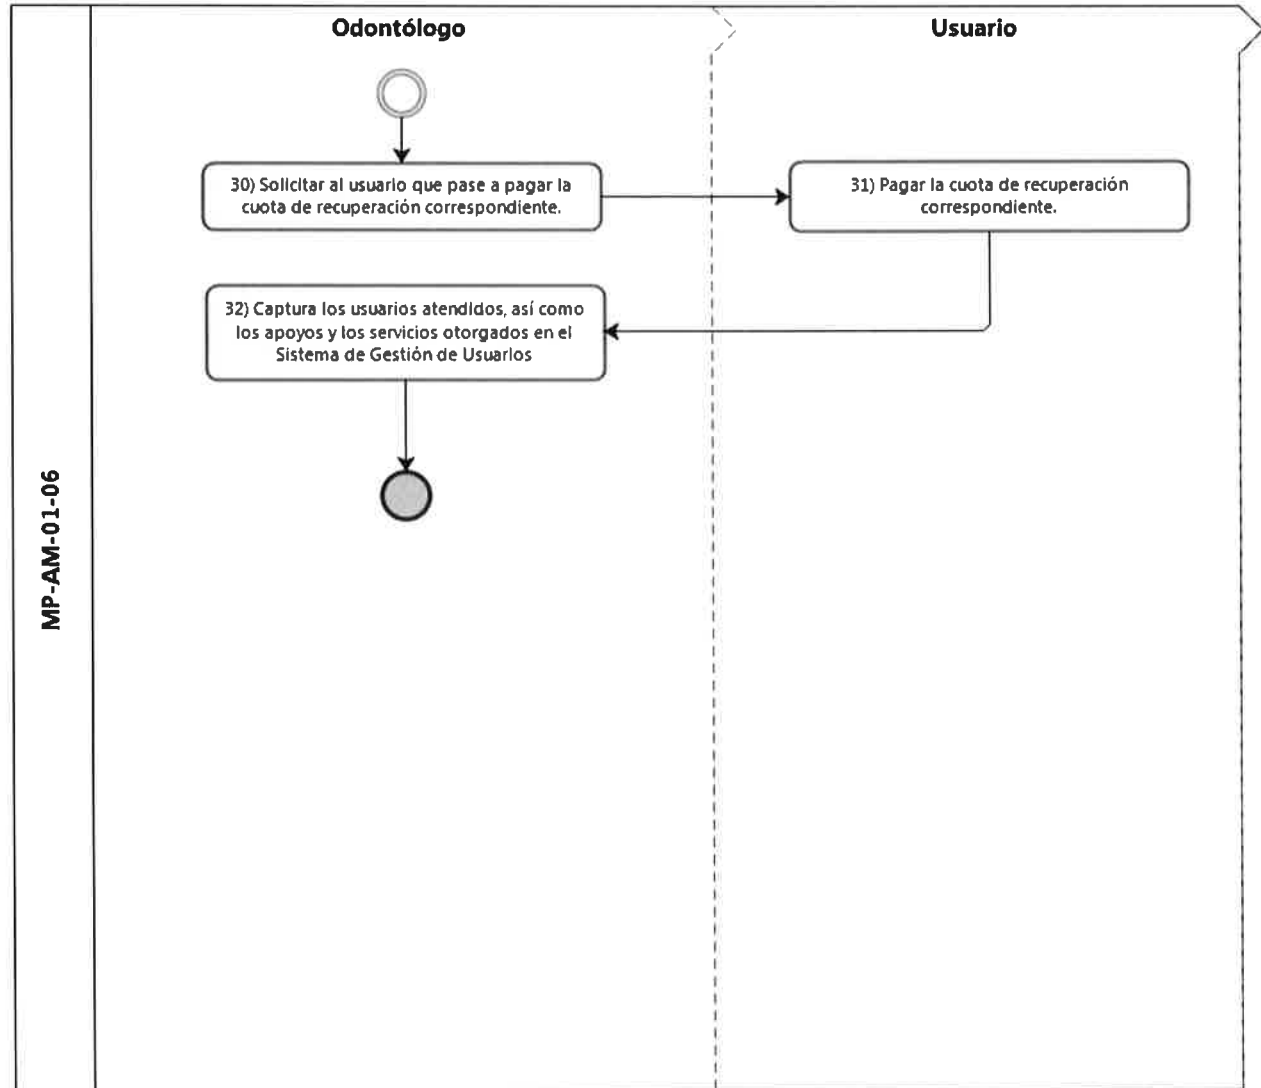 Odontólogo
Usuario
30) Solicitar al usuario que pase a pagar la
cuota de recuperación correspondiente.
31) Pagar la cuota de recuperación
correspondiente.
32) Captura los usuarios atendidos, así como
los apoyos y los servicios otorgados en el
Sistema de Gestión de Usuarios
MP-AM-01-06